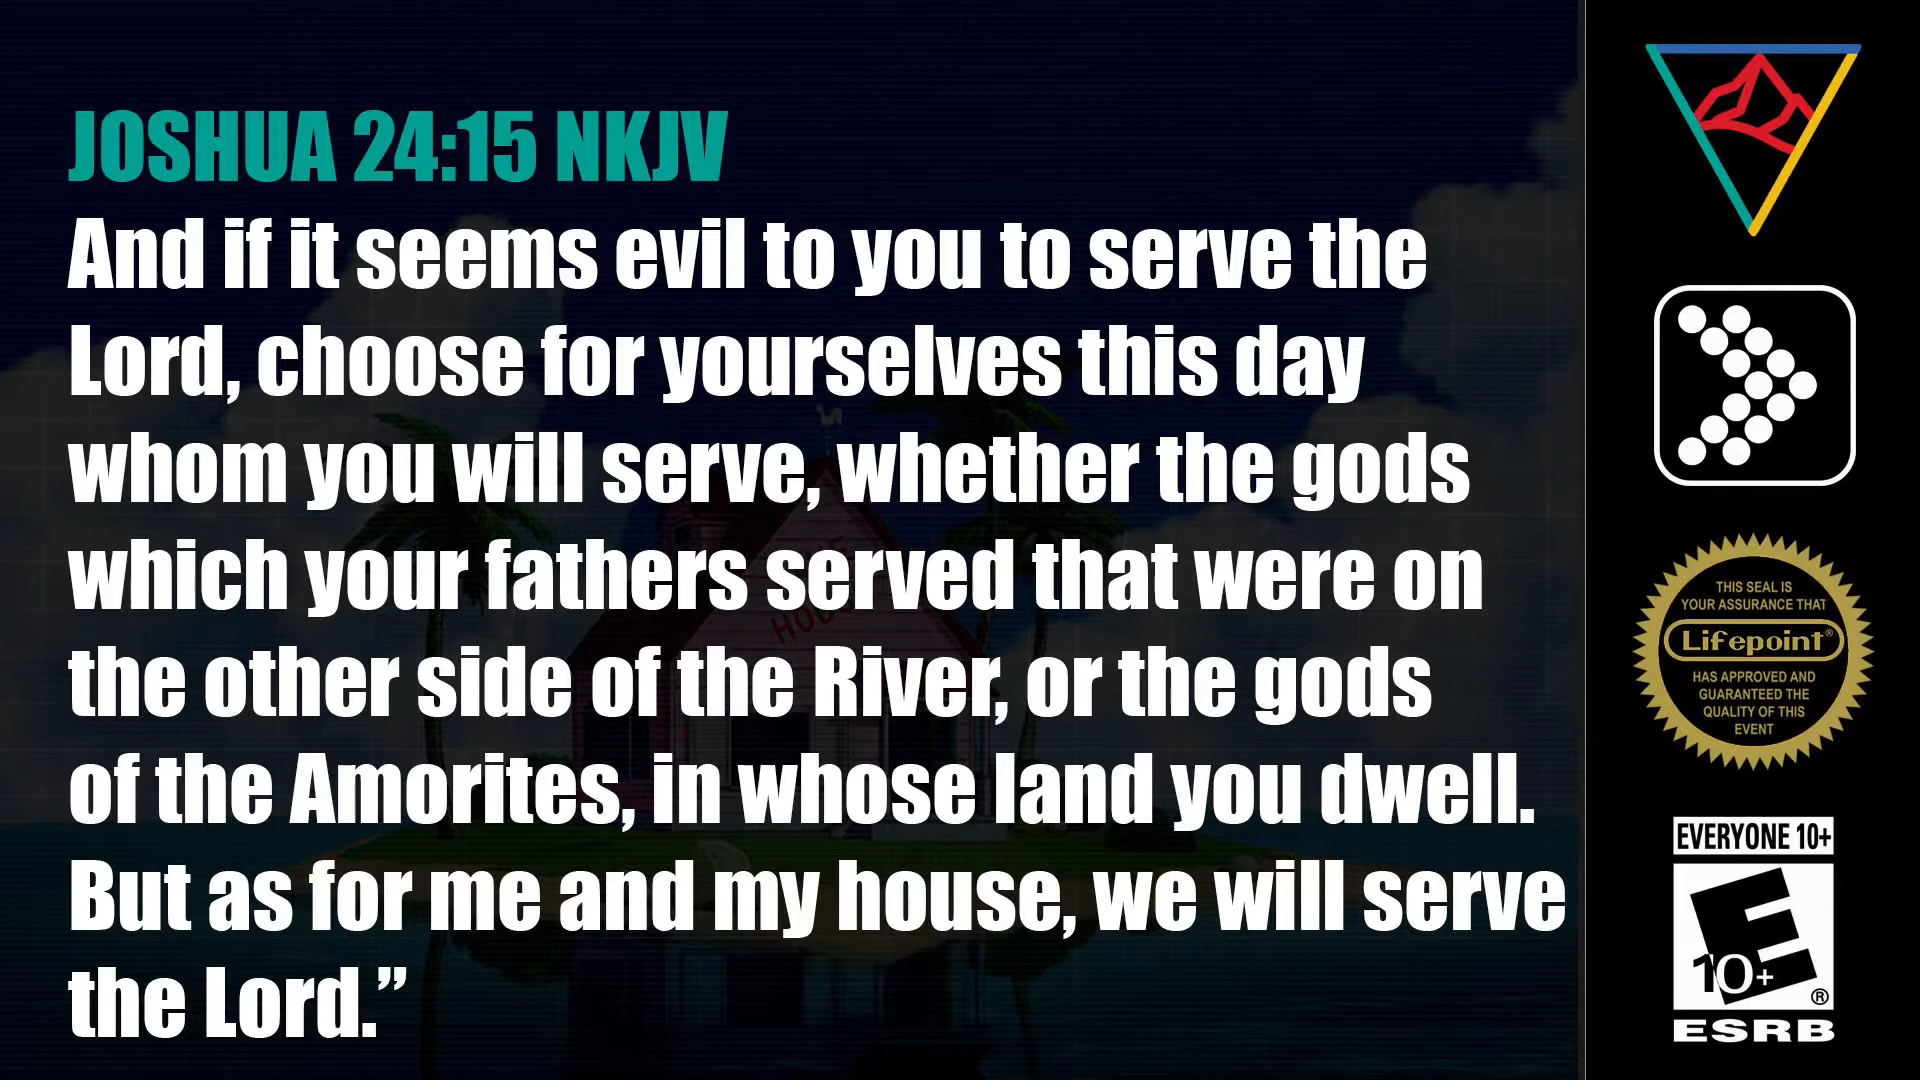 JOSHUA 24:15 NKJV
And if it seems evil to you to serve the
Lord, choose for yourselves this day
whom you will serve, whether the gods
which your fathers served that were on
the other side of the River, or the gods
of the Amorites, in whose land you dwell.
But as for me and my house, we will serve
the Lord.”
THIS SEAL IS
YOUR ASSURANCE THAT
Lifepoint®
HAS APPROVED AND
GUARANTEED THE
QUALITY OF THIS
EVENT
EVERYONE 10+
E
10+
®
ESRB